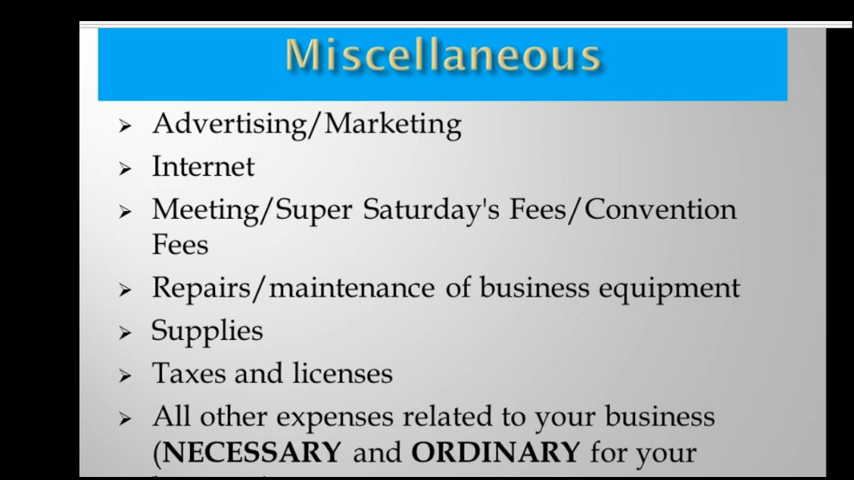 Miscellaneous
Advertising/Marketing
Internet
Meeting/Super Saturday's Fees/Convention
Fees
Repairs/maintenance of business equipment
Supplies
Taxes and licenses
All other expenses related to your business
(NECESSARY and ORDINARY for your